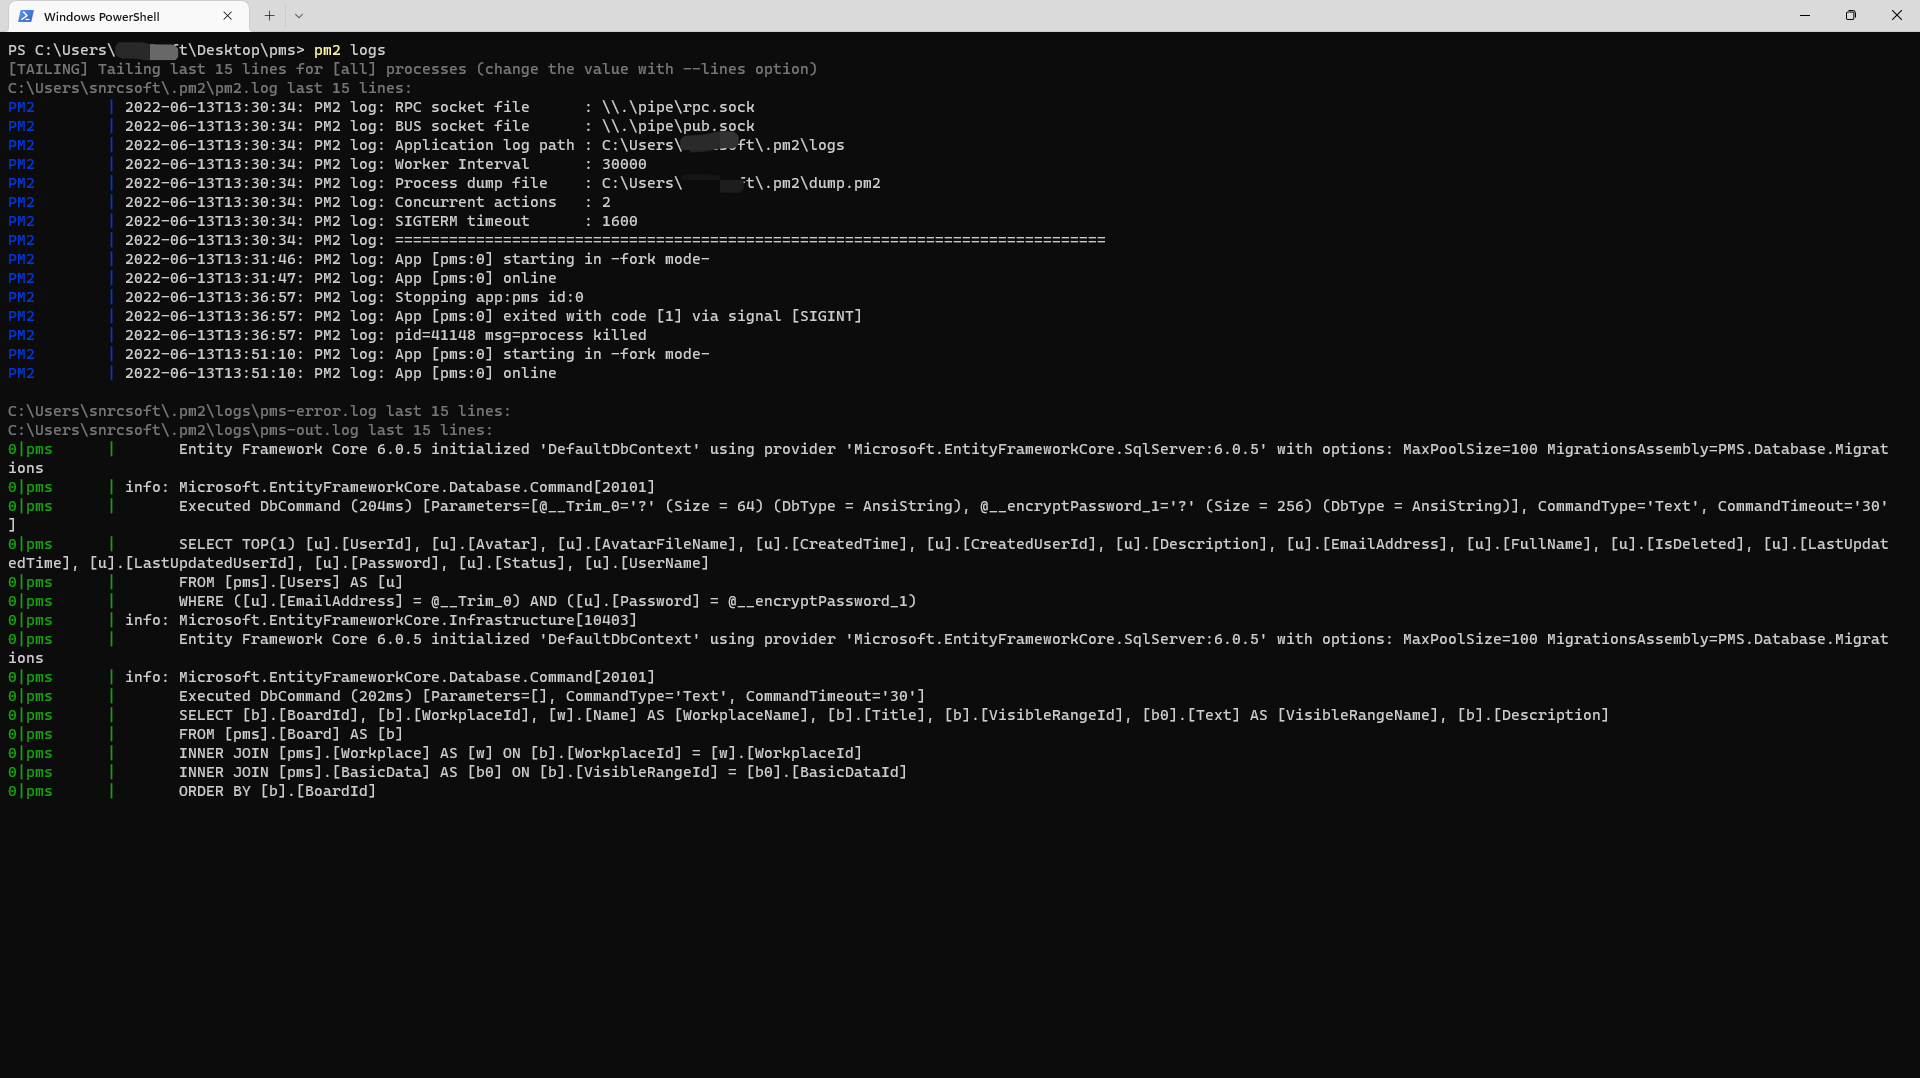 Windows PowerShell
PS C:\Users\ t\Desktop\pms> pm2 logs
[TAILING] Tailing last 15 lines for [all] processes (change the value with --lines option)
C:\Users\snrcsoft\.pm2\pm2.log last 15 lines:
PM2        | 2022-06-13T13:30:34: PM2 log: RPC socket file      : \\.\pipe\rpc.sock
PM2        | 2022-06-13T13:30:34: PM2 log: BUS socket file      : \\.\pipe\pub.sock
PM2        | 2022-06-13T13:30:34: PM2 log: Application log path : C:\Users\ ft\.pm2\logs
PM2        | 2022-06-13T13:30:34: PM2 log: Worker Interval      : 30000
PM2        | 2022-06-13T13:30:34: PM2 log: Process dump file    : C:\Users\ ft\.pm2\dump.pm2
PM2        | 2022-06-13T13:30:34: PM2 log: Concurrent actions   : 2
PM2        | 2022-06-13T13:30:34: PM2 log: SIGTERM timeout      : 1600
PM2        | 2022-06-13T13:30:34: PM2 log: ===============================================================================
PM2        | 2022-06-13T13:31:46: PM2 log: App [pms:0] starting in -fork mode-
PM2        | 2022-06-13T13:31:47: PM2 log: App [pms:0] online
PM2        | 2022-06-13T13:36:57: PM2 log: Stopping app:pms id:0
PM2        | 2022-06-13T13:36:57: PM2 log: App [pms:0] exited with code [1] via signal [SIGINT]
PM2        | 2022-06-13T13:36:57: PM2 log: pid=41148 msg=process killed
PM2        | 2022-06-13T13:51:10: PM2 log: App [pms:0] starting in -fork mode-
PM2        | 2022-06-13T13:51:10: PM2 log: App [pms:0] online
C:\Users\snrcsoft\.pm2\logs\pms-error.log last 15 lines:
C:\Users\snrcsoft\.pm2\logs\pms-out.log last 15 lines:
0|pms      |       Entity Framework Core 6.0.5 initialized 'DefaultDbContext' using provider 'Microsoft.EntityFrameworkCore.SqlServer:6.0.5' with options: MaxPoolSize=100 MigrationsAssembly=PMS.Database.Migrat
ions
0|pms      | info: Microsoft.EntityFrameworkCore.Database.Command[20101]
0|pms      |       Executed DbCommand (204ms) [Parameters=[@__Trim_0='?' (Size = 64) (DbType = AnsiString), @__encryptPassword_1='?' (Size = 256) (DbType = AnsiString)], CommandType='Text', CommandTimeout='30'
]
0|pms      |       SELECT TOP(1) [u].[UserId], [u].[Avatar], [u].[AvatarFileName], [u].[CreatedTime], [u].[CreatedUserId], [u].[Description], [u].[EmailAddress], [u].[FullName], [u].[IsDeleted], [u].[LastUpdat
edTime], [u].[LastUpdatedUserId], [u].[Password], [u].[Status], [u].[UserName]
0|pms      |       FROM [pms].[Users] AS [u]
0|pms      |       WHERE ([u].[EmailAddress] = @__Trim_0) AND ([u].[Password] = @__encryptPassword_1)
0|pms      | info: Microsoft.EntityFrameworkCore.Infrastructure[10403]
0|pms      |       Entity Framework Core 6.0.5 initialized 'DefaultDbContext' using provider 'Microsoft.EntityFrameworkCore.SqlServer:6.0.5' with options: MaxPoolSize=100 MigrationsAssembly=PMS.Database.Migrat
ions
0|pms      | info: Microsoft.EntityFrameworkCore.Database.Command[20101]
0|pms      |       Executed DbCommand (202ms) [Parameters=[], CommandType='Text', CommandTimeout='30']
0|pms      |       SELECT [b].[BoardId], [b].[WorkplaceId], [w].[Name] AS [WorkplaceName], [b].[Title], [b].[VisibleRangeId], [b0].[Text] AS [VisibleRangeName], [b].[Description]
0|pms      |       FROM [pms].[Board] AS [b]
0|pms      |       INNER JOIN [pms].[Workplace] AS [w] ON [b].[WorkplaceId] = [w].[WorkplaceId]
0|pms      |       INNER JOIN [pms].[BasicData] AS [b0] ON [b].[VisibleRangeId] = [b0].[BasicDataId]
0|pms      |       ORDER BY [b].[BoardId]